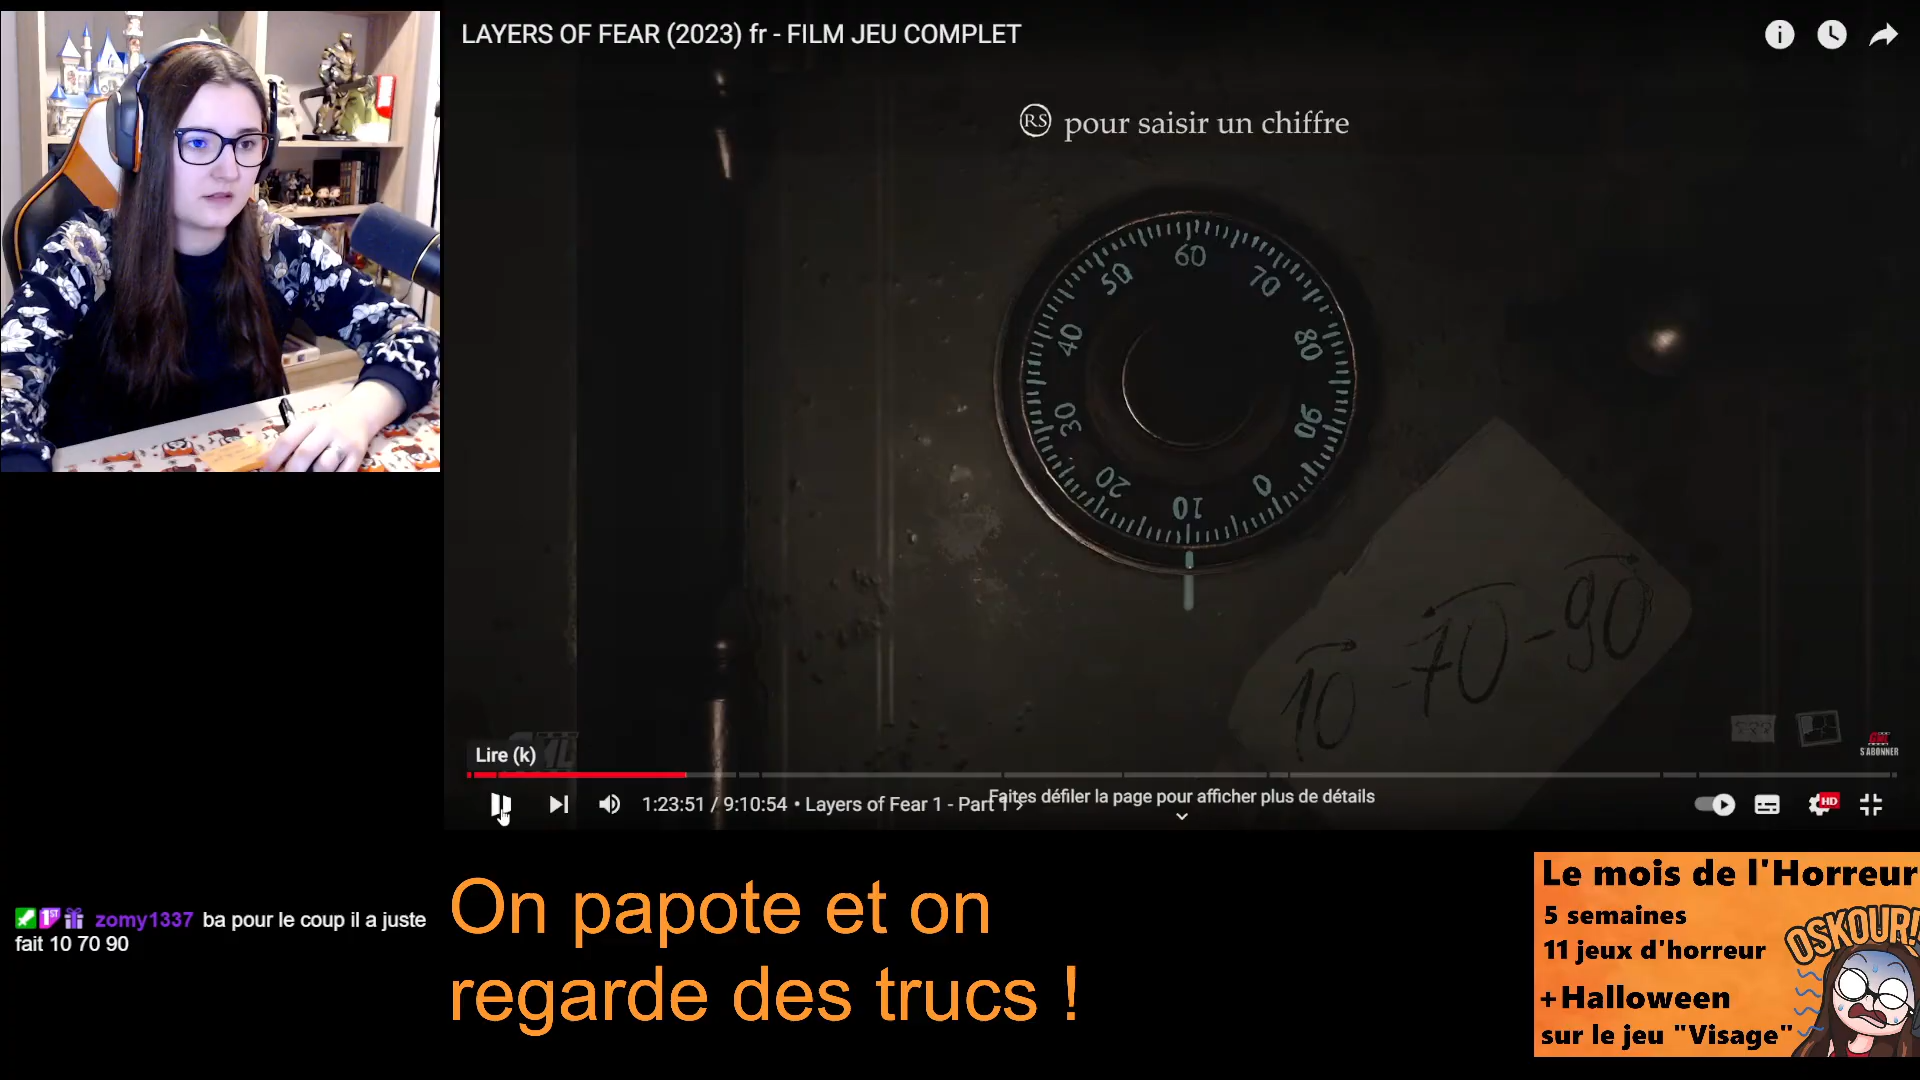 LAYERS OF FEAR (2023) fr - FILM JEU COMPLET
RS pour saisir un chiffre
60
50
70
40
80
30
90
20
0
10
10 - 70 - 90
S'ABONNER
Lire (k)
1:23:51 / 9:10:54 • Layers of Fear 1 - Part 1 >
Faites défiler la page pour afficher plus de détails
HD
zomy1337 ba pour le coup il a juste
fait 10 70 90
On papote et on
regarde des trucs !
Le mois de l'Horreur
5 semaines
11 jeux d'horreur
+Halloween
sur le jeu "Visage"
OSKOUR!